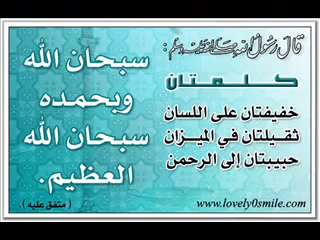 قال رسول الله صلى الله عليه وسلم :
كلمتان
خفيفتان على اللسان
ثقيلتان في الميزان
حبيبتان إلى الرحمن
سبحان الله
وبحمده
سبحان الله
العظيم.
( متفق عليه ).
www.lovely0smile.com